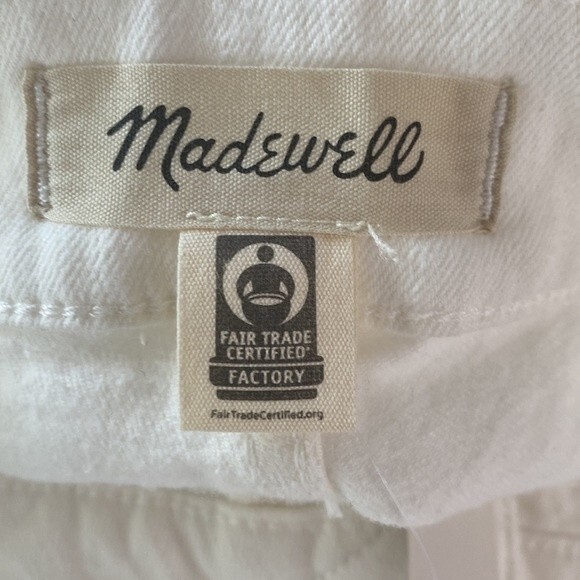 Madewell
FAIR TRADE
CERTIFIED
FACTORY
FairTradeCertified.org